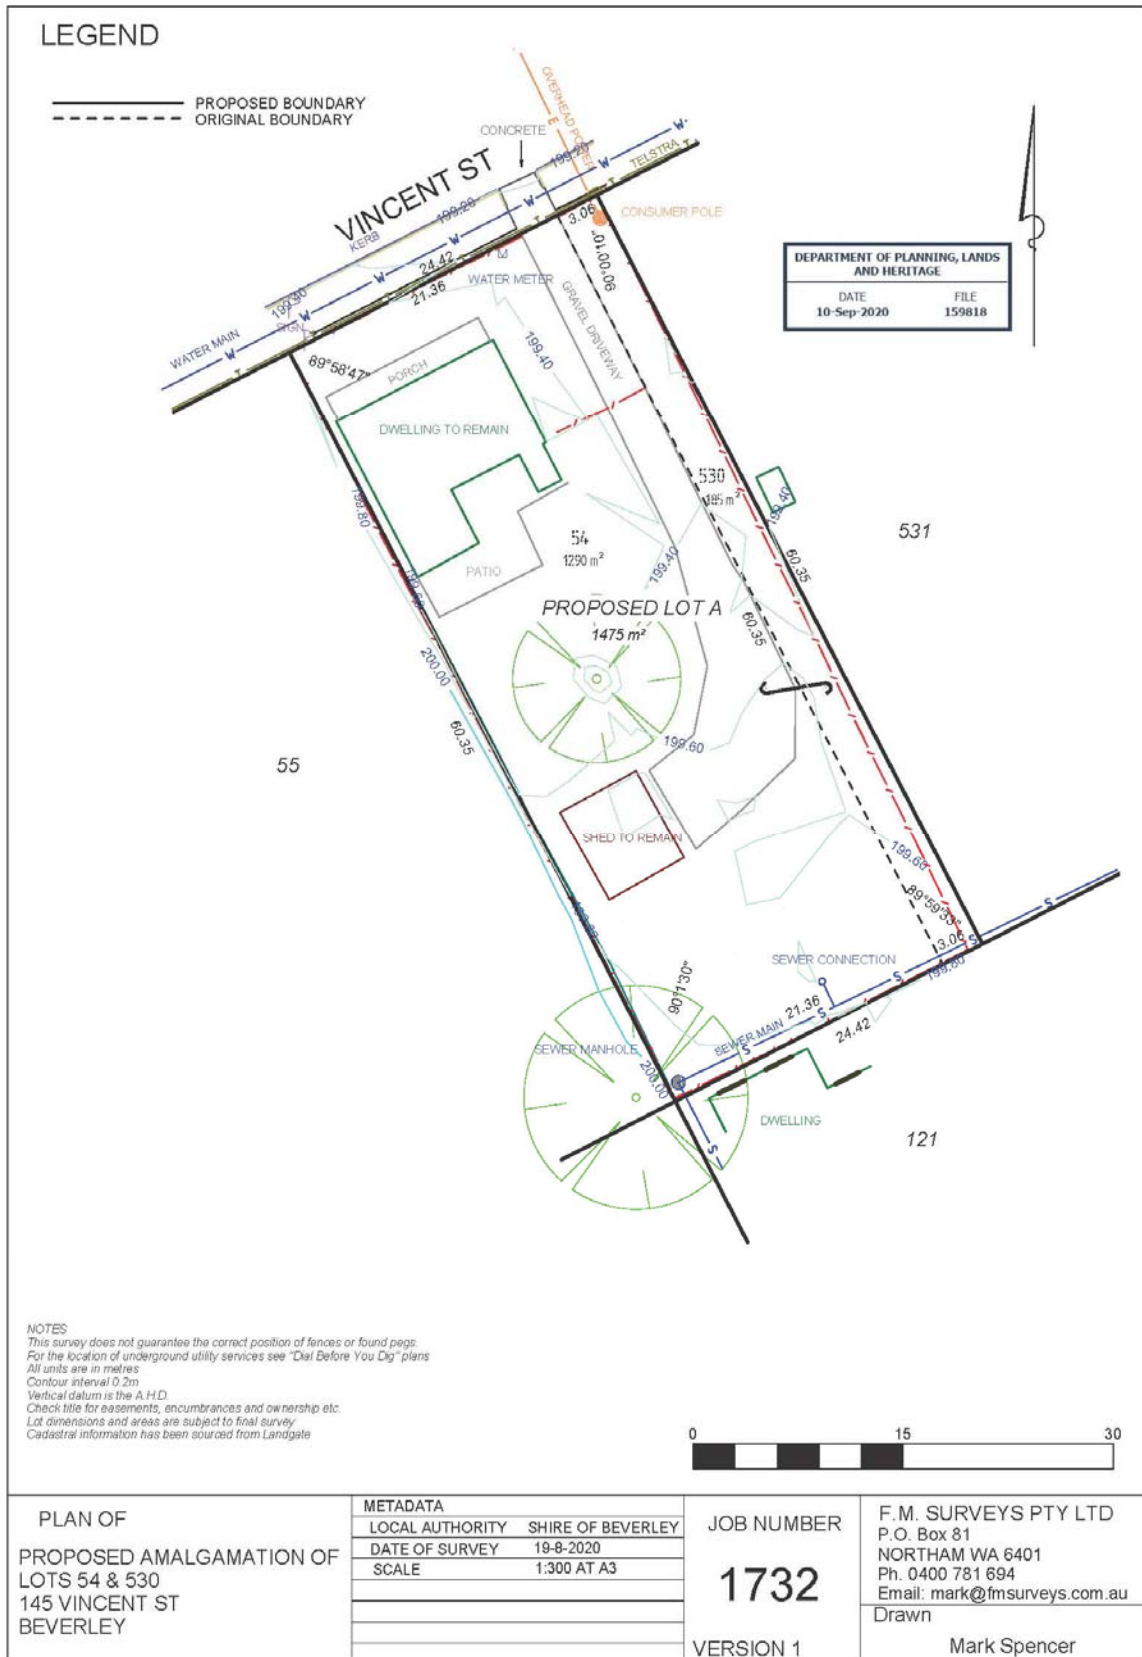 LEGEND
PROPOSED BOUNDARY
ORIGINAL BOUNDARY
OVERHEAD POWER
E
CONCRETE
VINCENT ST
199.20
199.20
KERB
W
W
W
W
W
W
T
T
T
TELSTRA
3.06
CONSUMER POLE
24.42
21.36
M
WATER METER
90°00'10"
199.40
SIGN
WATER MAIN
DEPARTMENT OF PLANNING, LANDS
AND HERITAGE
DATE
FILE
10-Sep-2020
159818
89°58'47"
PORCH
GRAVEL DRIVEWAY
199.40
DWELLING TO REMAIN
530
185 m²
199.40
531
199.80
54
1290 m²
199.40
60.35
PATIO
199.60
PROPOSED LOT A
1475 m²
60.35
200.00
60.35
199.60
55
SHED TO REMAIN
199.60
89°59'33"
3.06
S
S
199.80
SEWER CONNECTION
90°1'30"
21.36
24.42
S
S
S
SEWER MAIN
SEWER MANHOLE
200.00
S
DWELLING
121
NOTES
This survey does not guarantee the correct position of fences or found pegs.
For the location of underground utility services see "Dial Before You Dig" plans
All units are in metres
Contour interval 0.2m
Vertical datum is the A.H.D.
Check title for easements, encumbrances and ownership etc.
Lot dimensions and areas are subject to final survey
Cadastral information has been sourced from Landgate
0
15
30
PLAN OF
PROPOSED AMALGAMATION OF
LOTS 54 & 530
145 VINCENT ST
BEVERLEY
METADATA
LOCAL AUTHORITY SHIRE OF BEVERLEY
DATE OF SURVEY 19-8-2020
SCALE 1:300 AT A3
JOB NUMBER
1732
VERSION 1
F.M. SURVEYS PTY LTD
P.O. Box 81
NORTHAM WA 6401
Ph. 0400 781 694
Email: mark@fmsurveys.com.au
Drawn
Mark Spencer